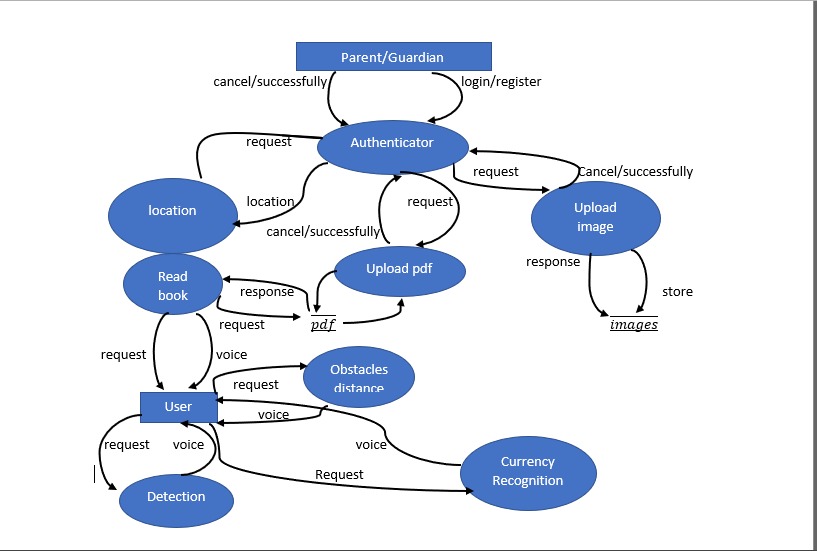 Parent/Guardian
cancel/successfully
login/register
Authenticator
request
request
Cancel/successfully
location
location
request
Upload
image
cancel/successfully
Upload pdf
response
Read
book
response
store
request
pdf
images
request
voice
Obstacles
distance
request
User
voice
request
voice
voice
Currency
Recognition
Request
Detection